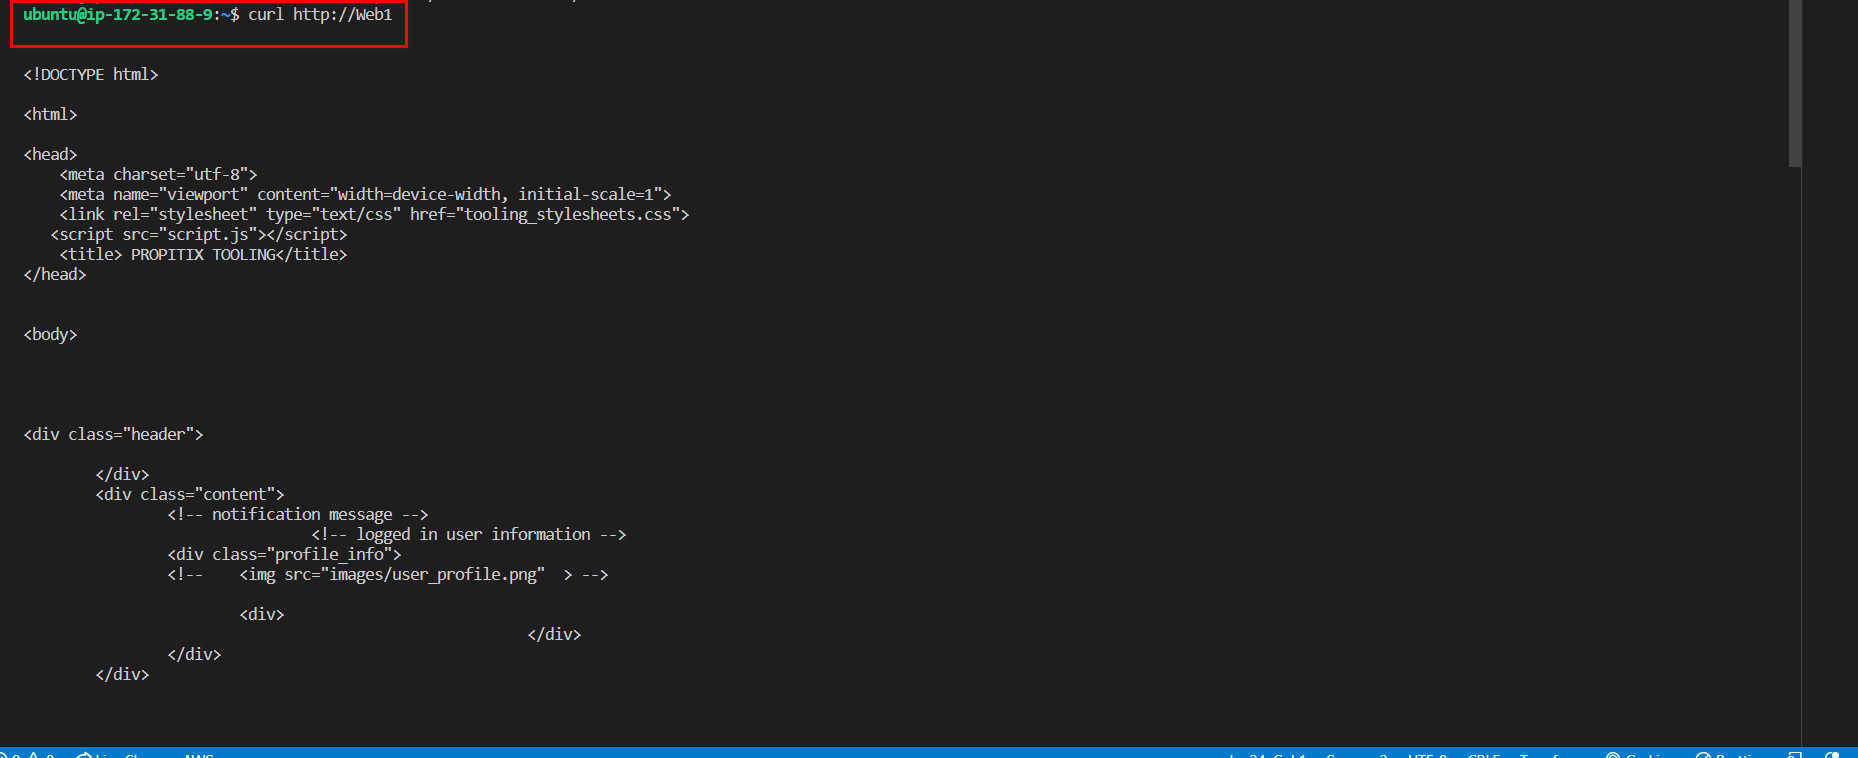 ubuntu@ip-172-31-88-9:~$ curl http://Web1
<!DOCTYPE html>
<html>
<head>
    <meta charset="utf-8">
    <meta name="viewport" content="width=device-width, initial-scale=1">
    <link rel="stylesheet" type="text/css" href="tooling_stylesheets.css">
   <script src="script.js"></script>
    <title> PROPITIX TOOLING</title>
</head>
<body>
<div class="header">
        </div>
        <div class="content">
                <!-- notification message -->
                                <!-- logged in user information -->
                <div class="profile_info">
                <!--    <img src="images/user_profile.png"  > -->
                        <div>
                                                        </div>
                </div>
        </div>